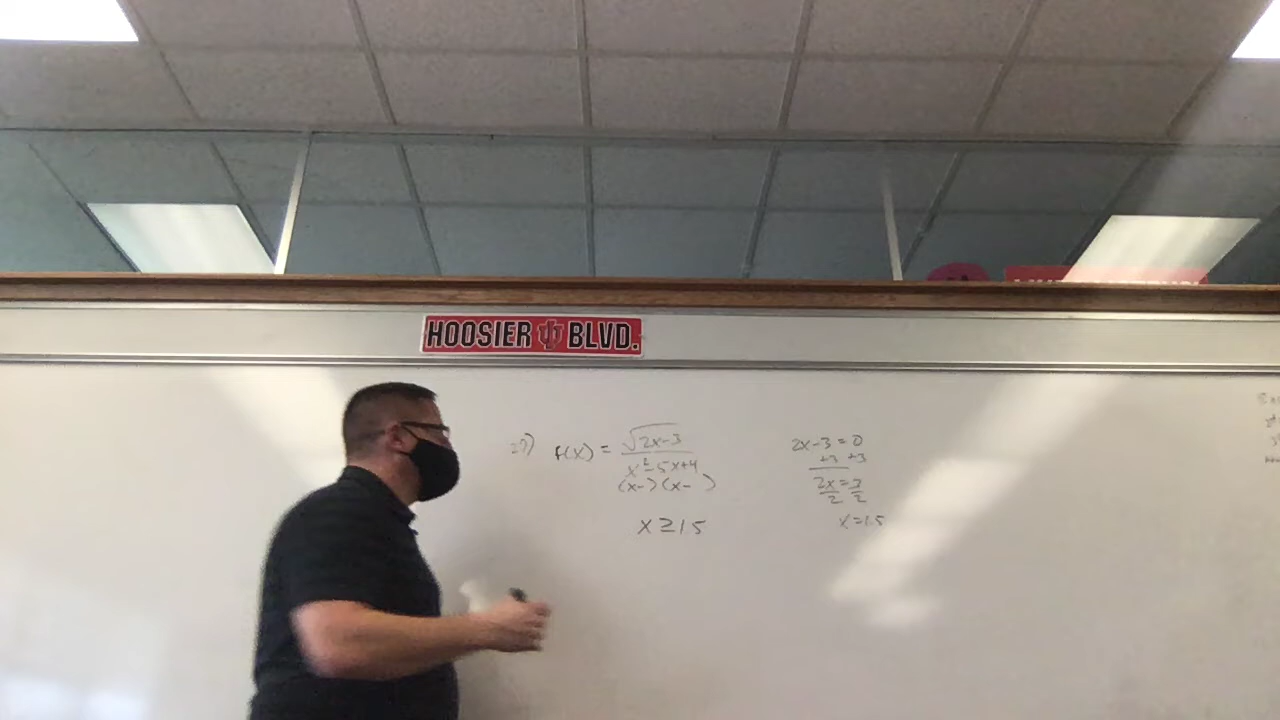 HOOSIER BLVD.
27) f(x) = √2x-3
x²-5x+4
(x- )(x- )
x ≥ 1.5
2x-3=0
+3 +3
2x=3
2 2
x=1.5